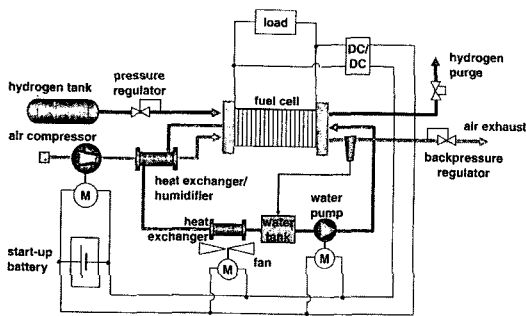 load
DC/
DC
hydrogen
purge
pressure
regulator
hydrogen tank
fuel cell
air compressor
air exhaust
backpressure
regulator
M
heat exchanger/
humidifier
water
pump
heat
exchanger
water
tank
start-up
battery
fan
M
M